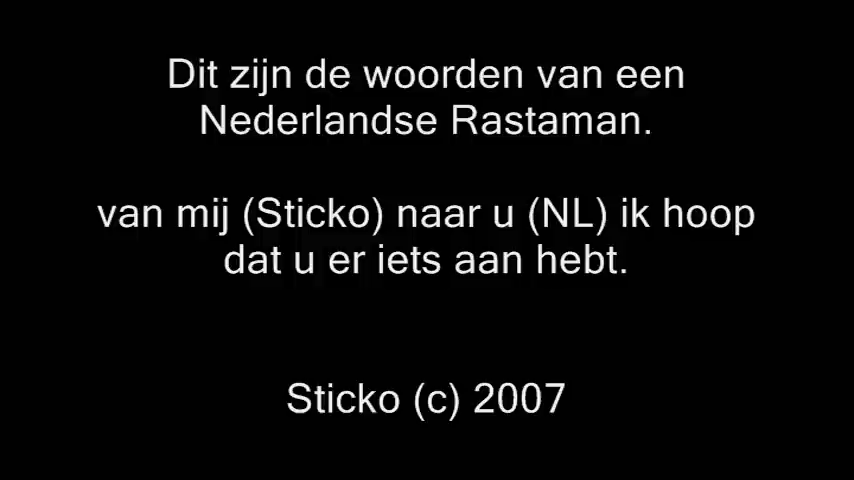 Dit zijn de woorden van een
Nederlandse Rastaman.
van mij (Sticko) naar u (NL) ik hoop
dat u er iets aan hebt.
Sticko (c) 2007